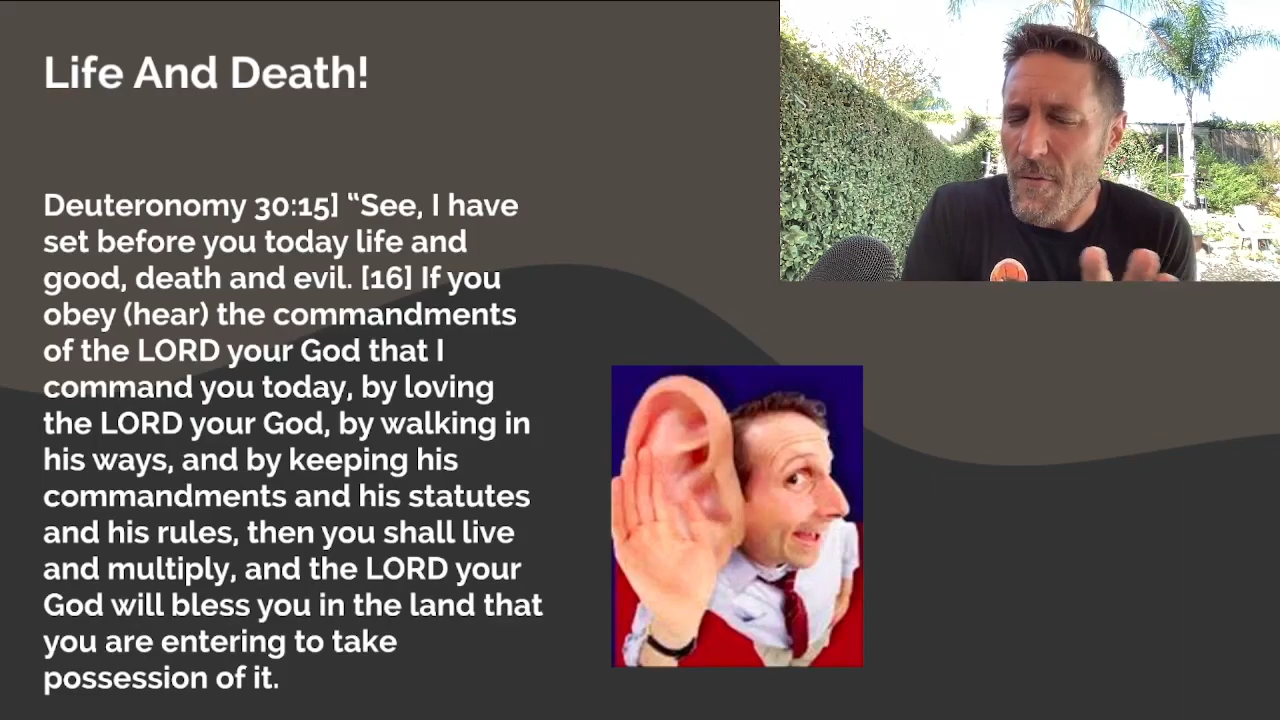 Life And Death!
Deuteronomy 30:15] “See, I have
set before you today life and
good, death and evil. [16] If you
obey (hear) the commandments
of the LORD your God that I
command you today, by loving
the LORD your God, by walking in
his ways, and by keeping his
commandments and his statutes
and his rules, then you shall live
and multiply, and the LORD your
God will bless you in the land that
you are entering to take
possession of it.